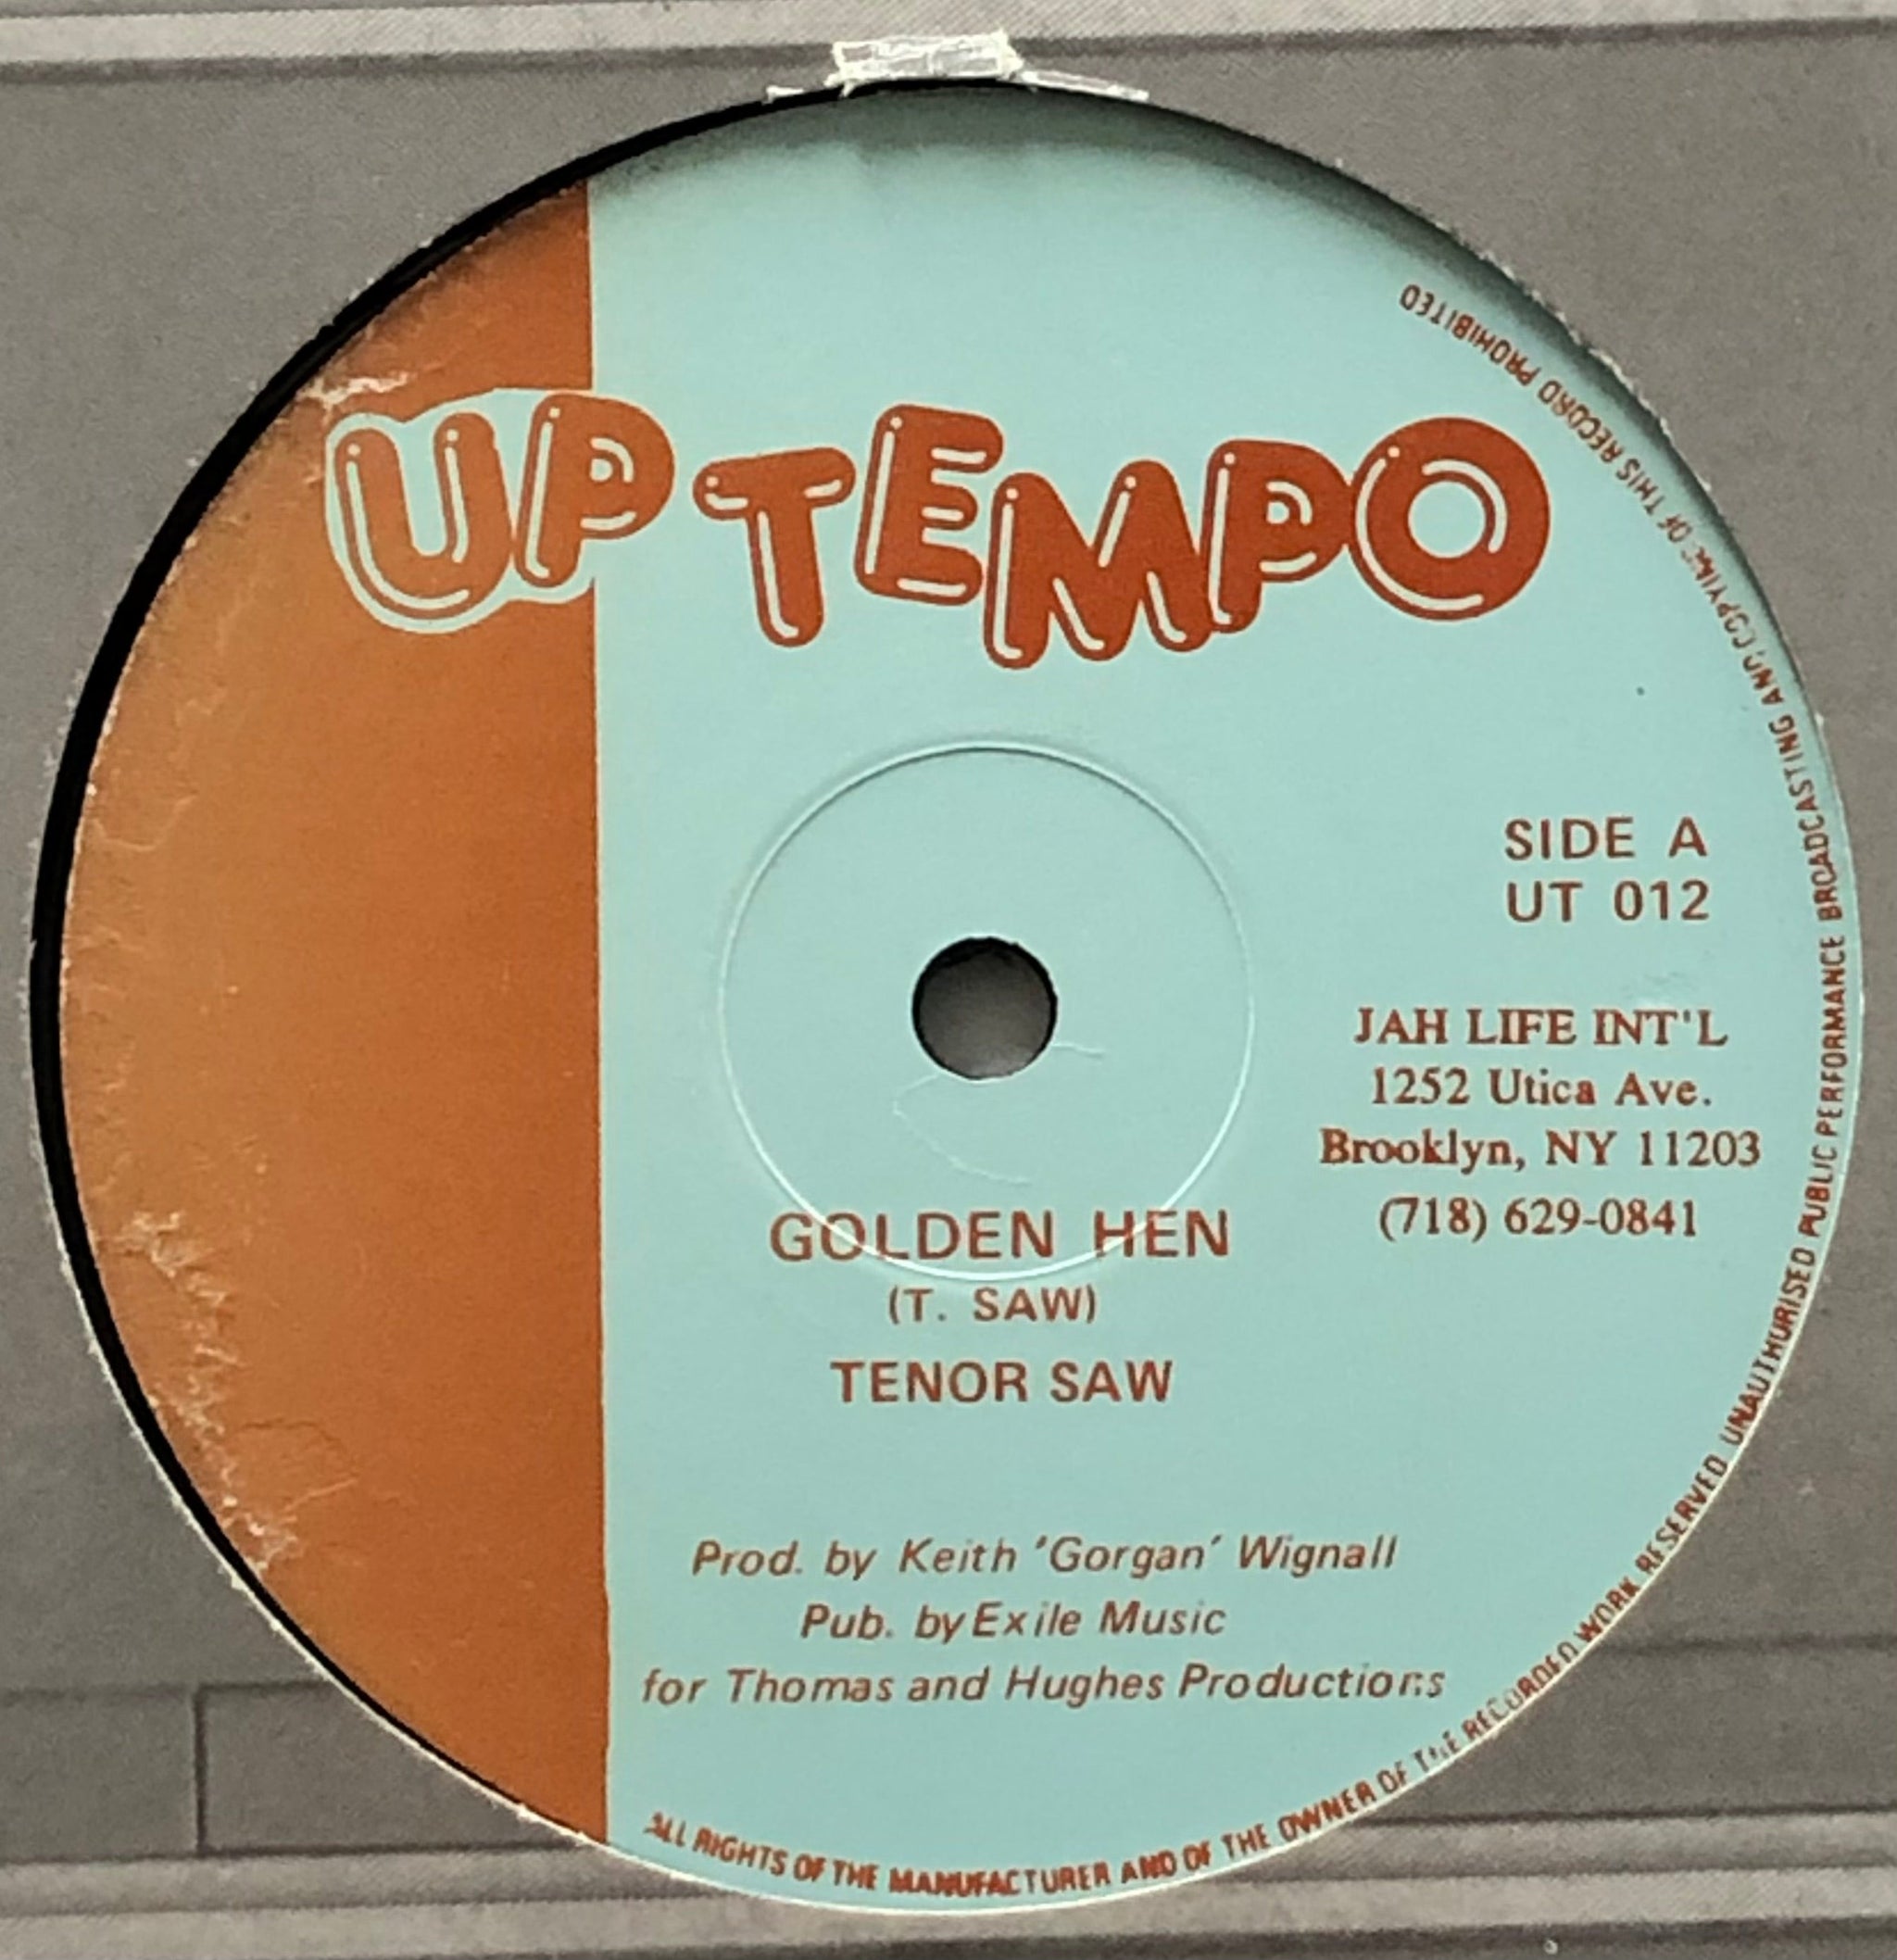 UP TEMPO
SIDE A
UT 012
JAH LIFE INT'L
1252 Utica Ave.
Brooklyn, NY 11203
(718) 629-0841
GOLDEN HEN
(T. SAW)
TENOR SAW
Prod. by Keith 'Gorgan' Wignall
Pub. by Exile Music
for Thomas and Hughes Productions
ALL RIGHTS OF THE MANUFACTURER AND OF THE OWNER OF THE RECORDED WORK RESERVED UNAUTHORISED PUBLIC PERFORMANCE BROADCASTING AND COPYING OF THIS RECORD PROHIBITED